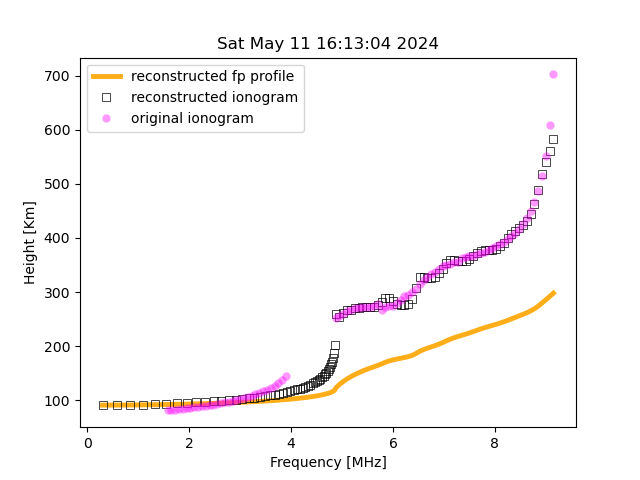 Sat May 11 16:13:04 2024
reconstructed fp profile
reconstructed ionogram
original ionogram
Height [Km]
700
600
500
400
300
200
100
0
2
4
6
8
Frequency [MHz]